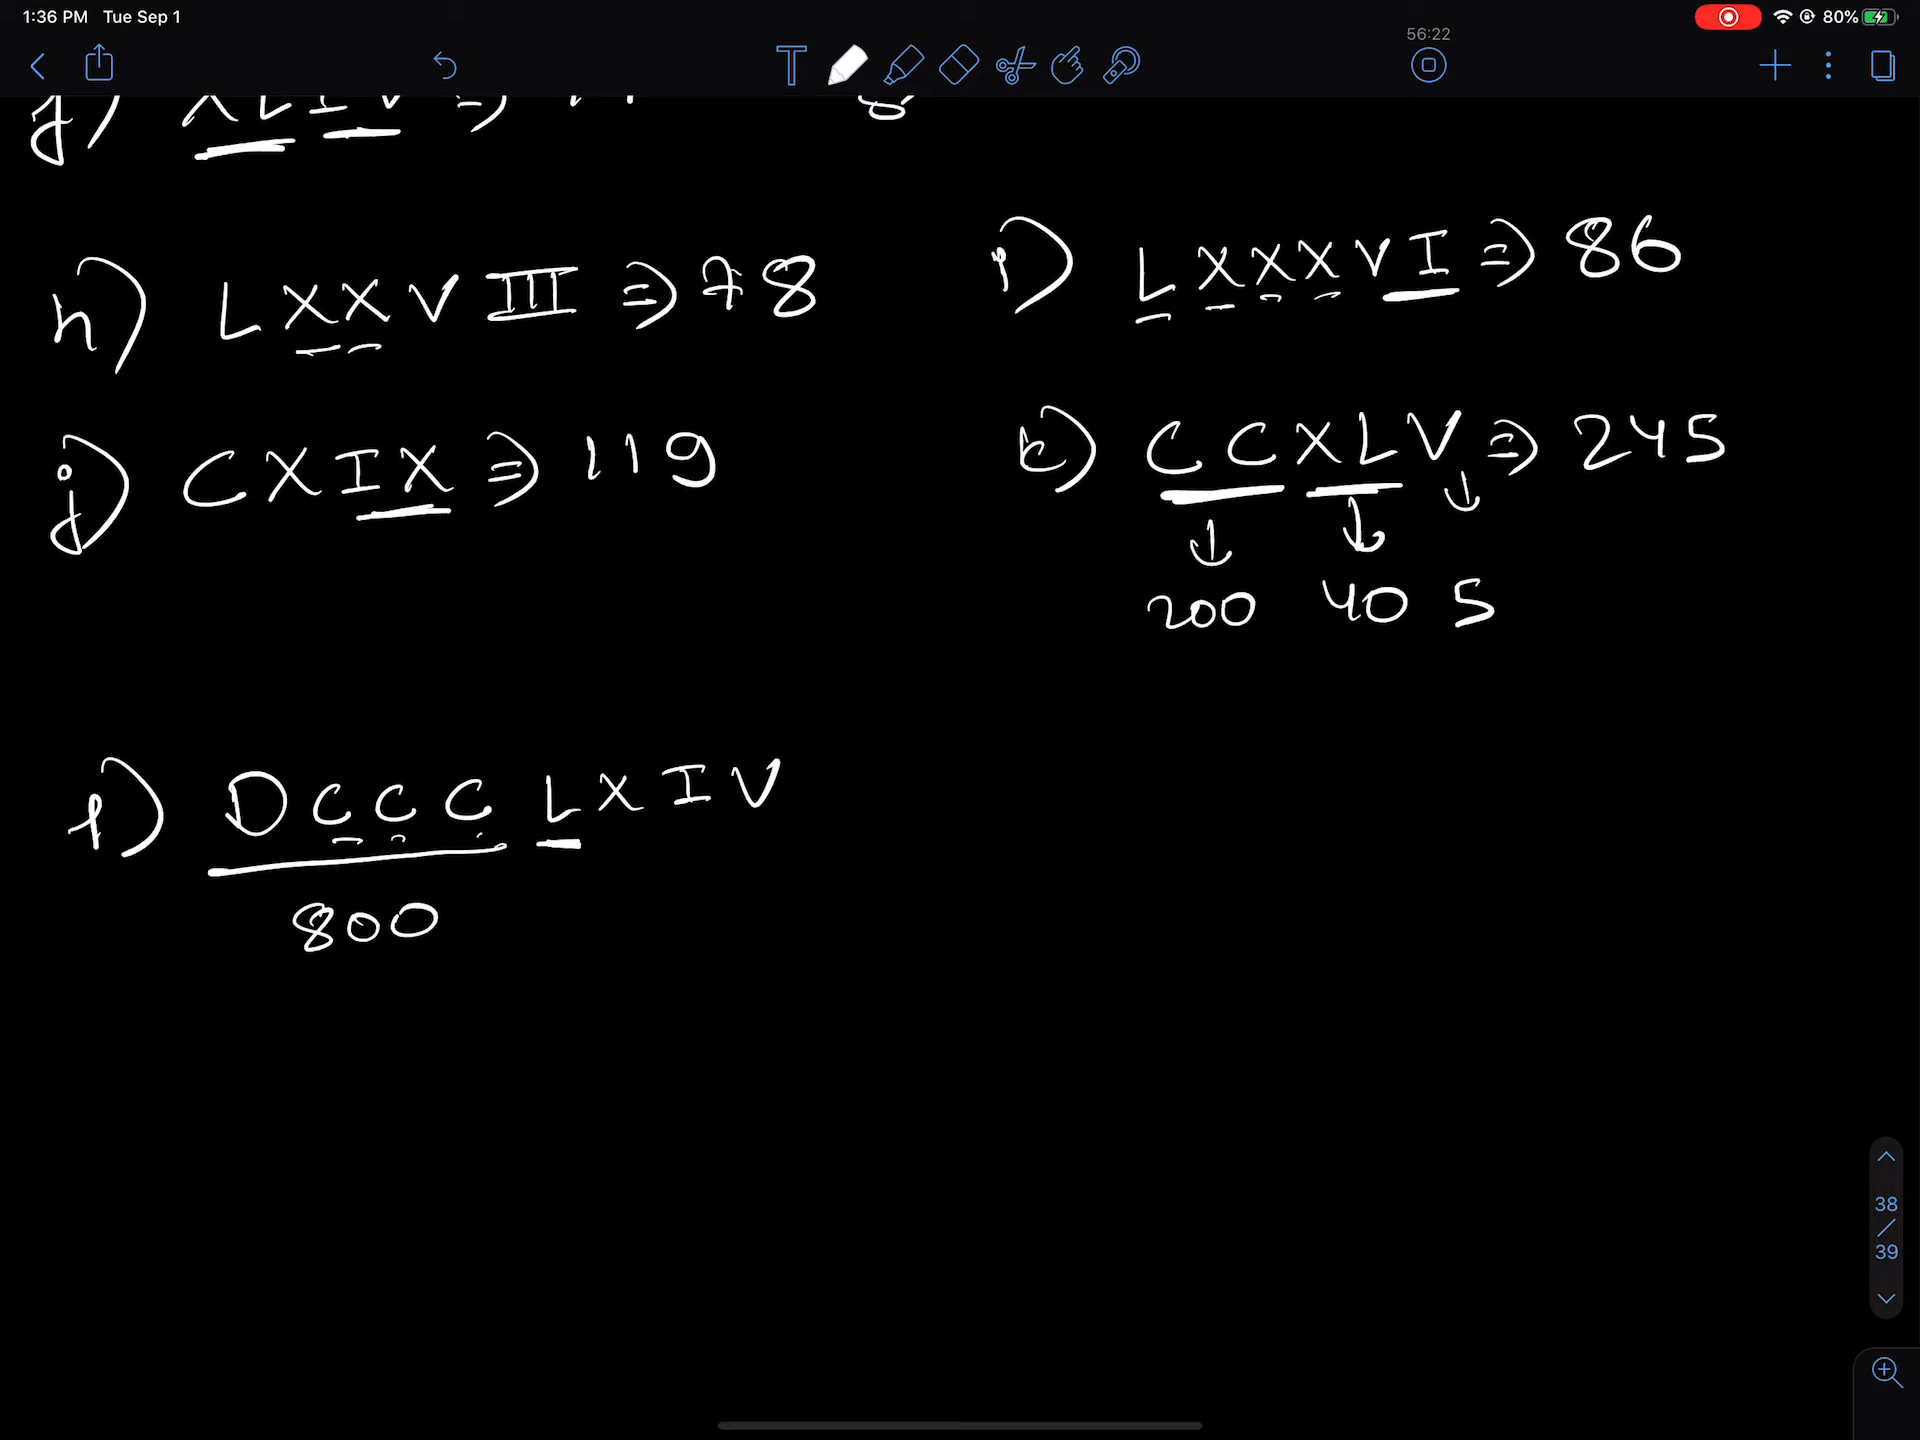 1:36 PM Tue Sep 1
80%
56:22
g) XLIV ⇒
h) LXXVIII ⇒ 78
i) LXXXVI ⇒ 86
j) CXIX ⇒ 119
k) CCXLV ⇒ 245
200 40 5
l) DCCCLXIV
800
38
/
39